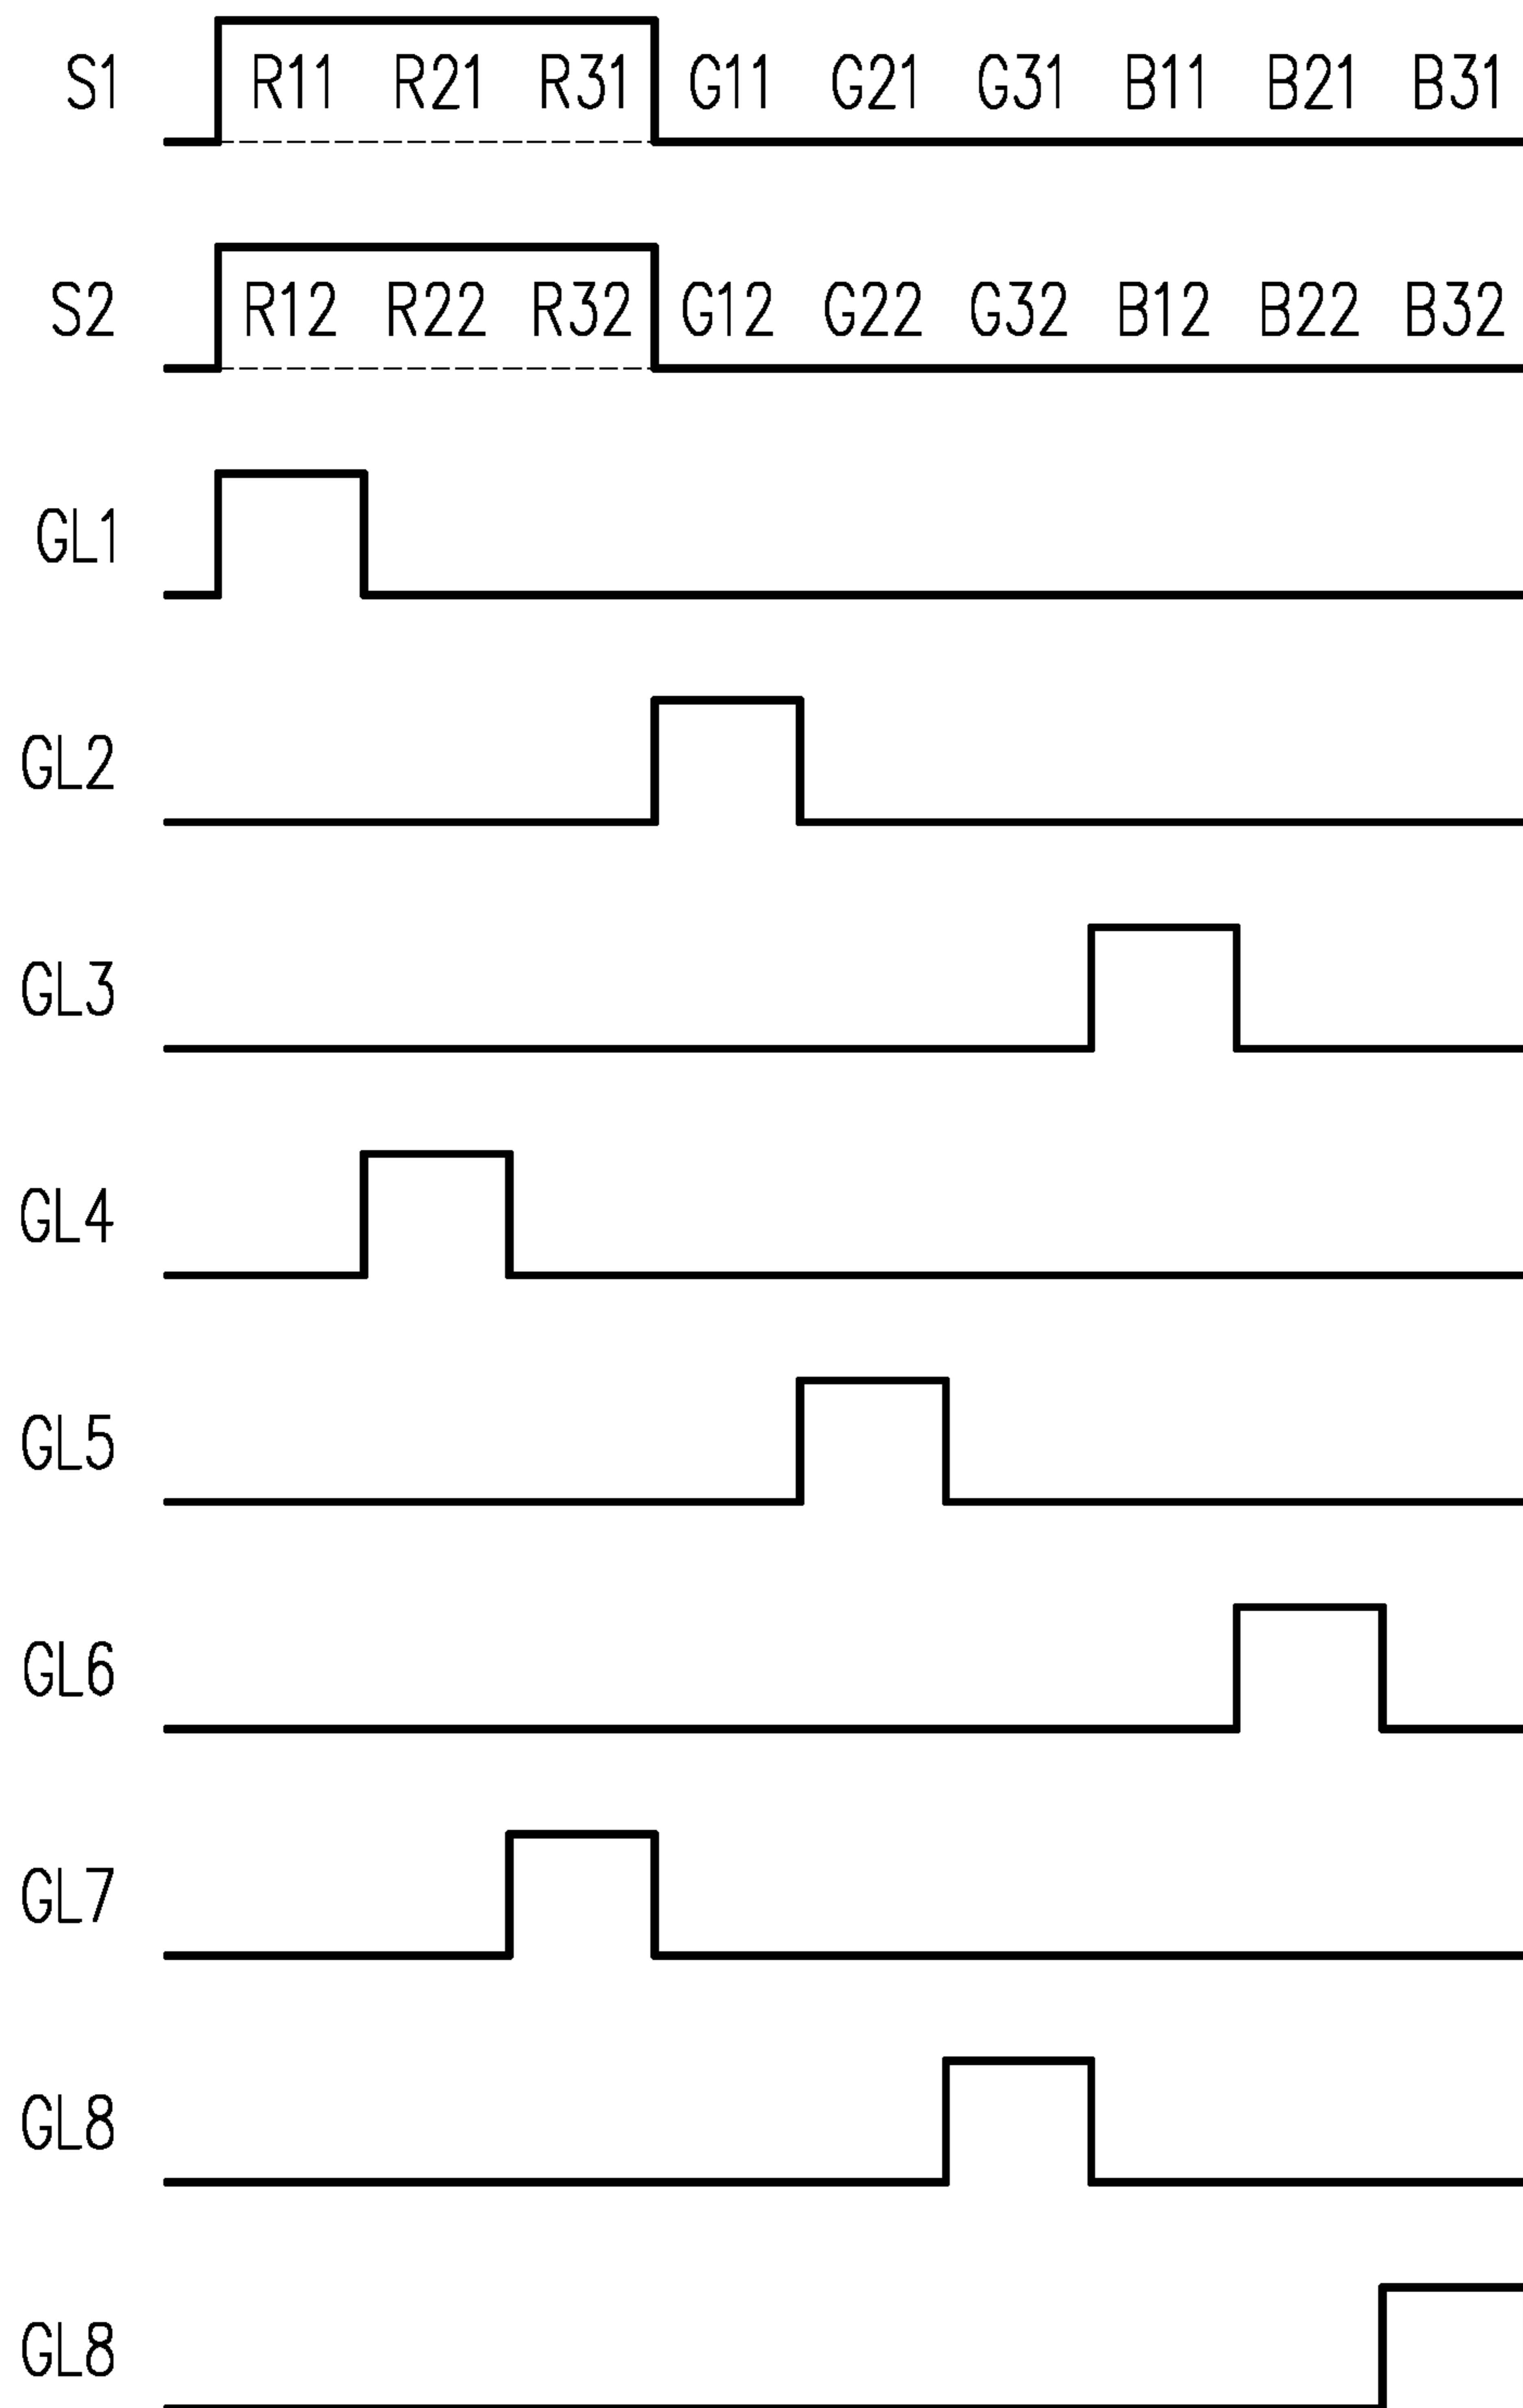 S1 R11 R21 R31 G11 G21 G31 B11 B21 B31
S2 R12 R22 R32 G12 G22 G32 B12 B22 B32
GL1
GL2
GL3
GL4
GL5
GL6
GL7
GL8
GL8